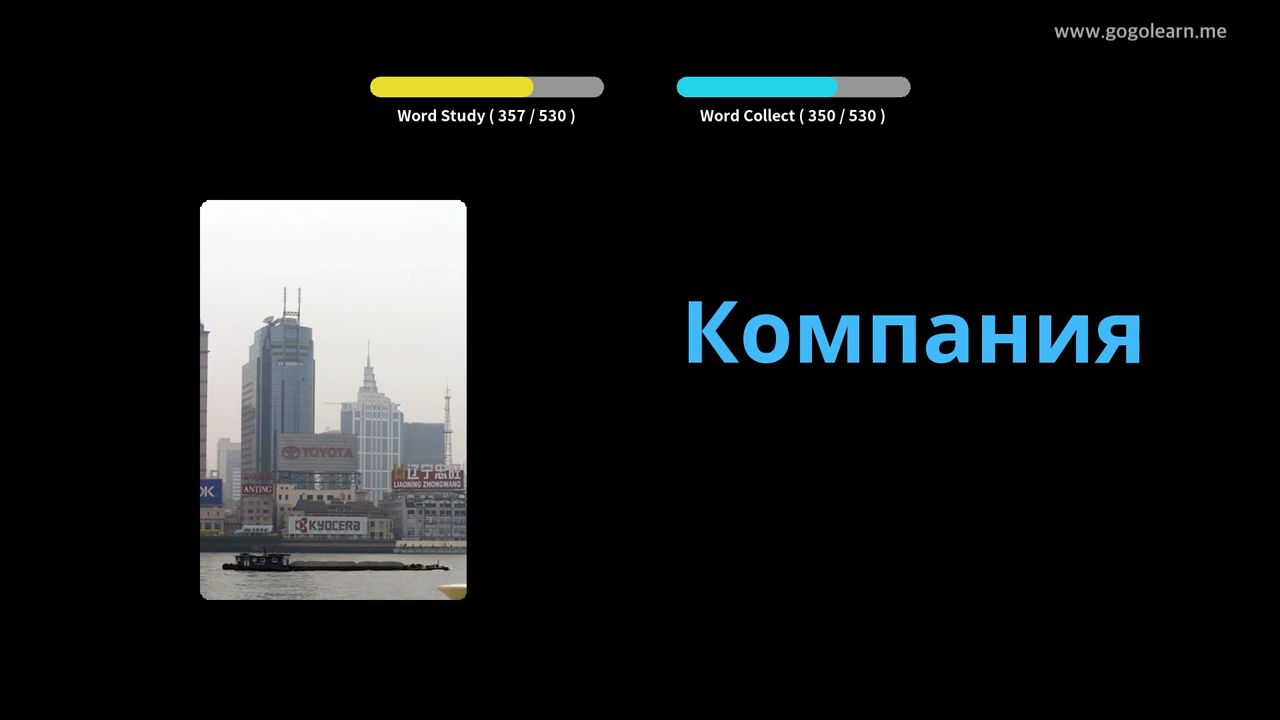 www.gogolearn.me
Word Study ( 357 / 530 )
Word Collect ( 350 / 530 )
Компания
TOYOTA
辽宁忠旺
LIAONING ZHONGWANG
OK
ANTING
KYOCERA